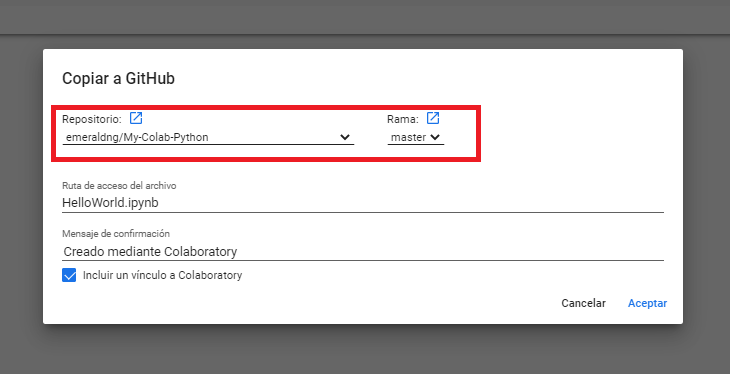 Copiar a GitHub
Repositorio: Rama:
emeraldng/My-Colab-Python master
Ruta de acceso del archivo
HelloWorld.ipynb
Mensaje de confirmación
Creado mediante Colaboratory
Incluir un vínculo a Colaboratory
Cancelar Aceptar